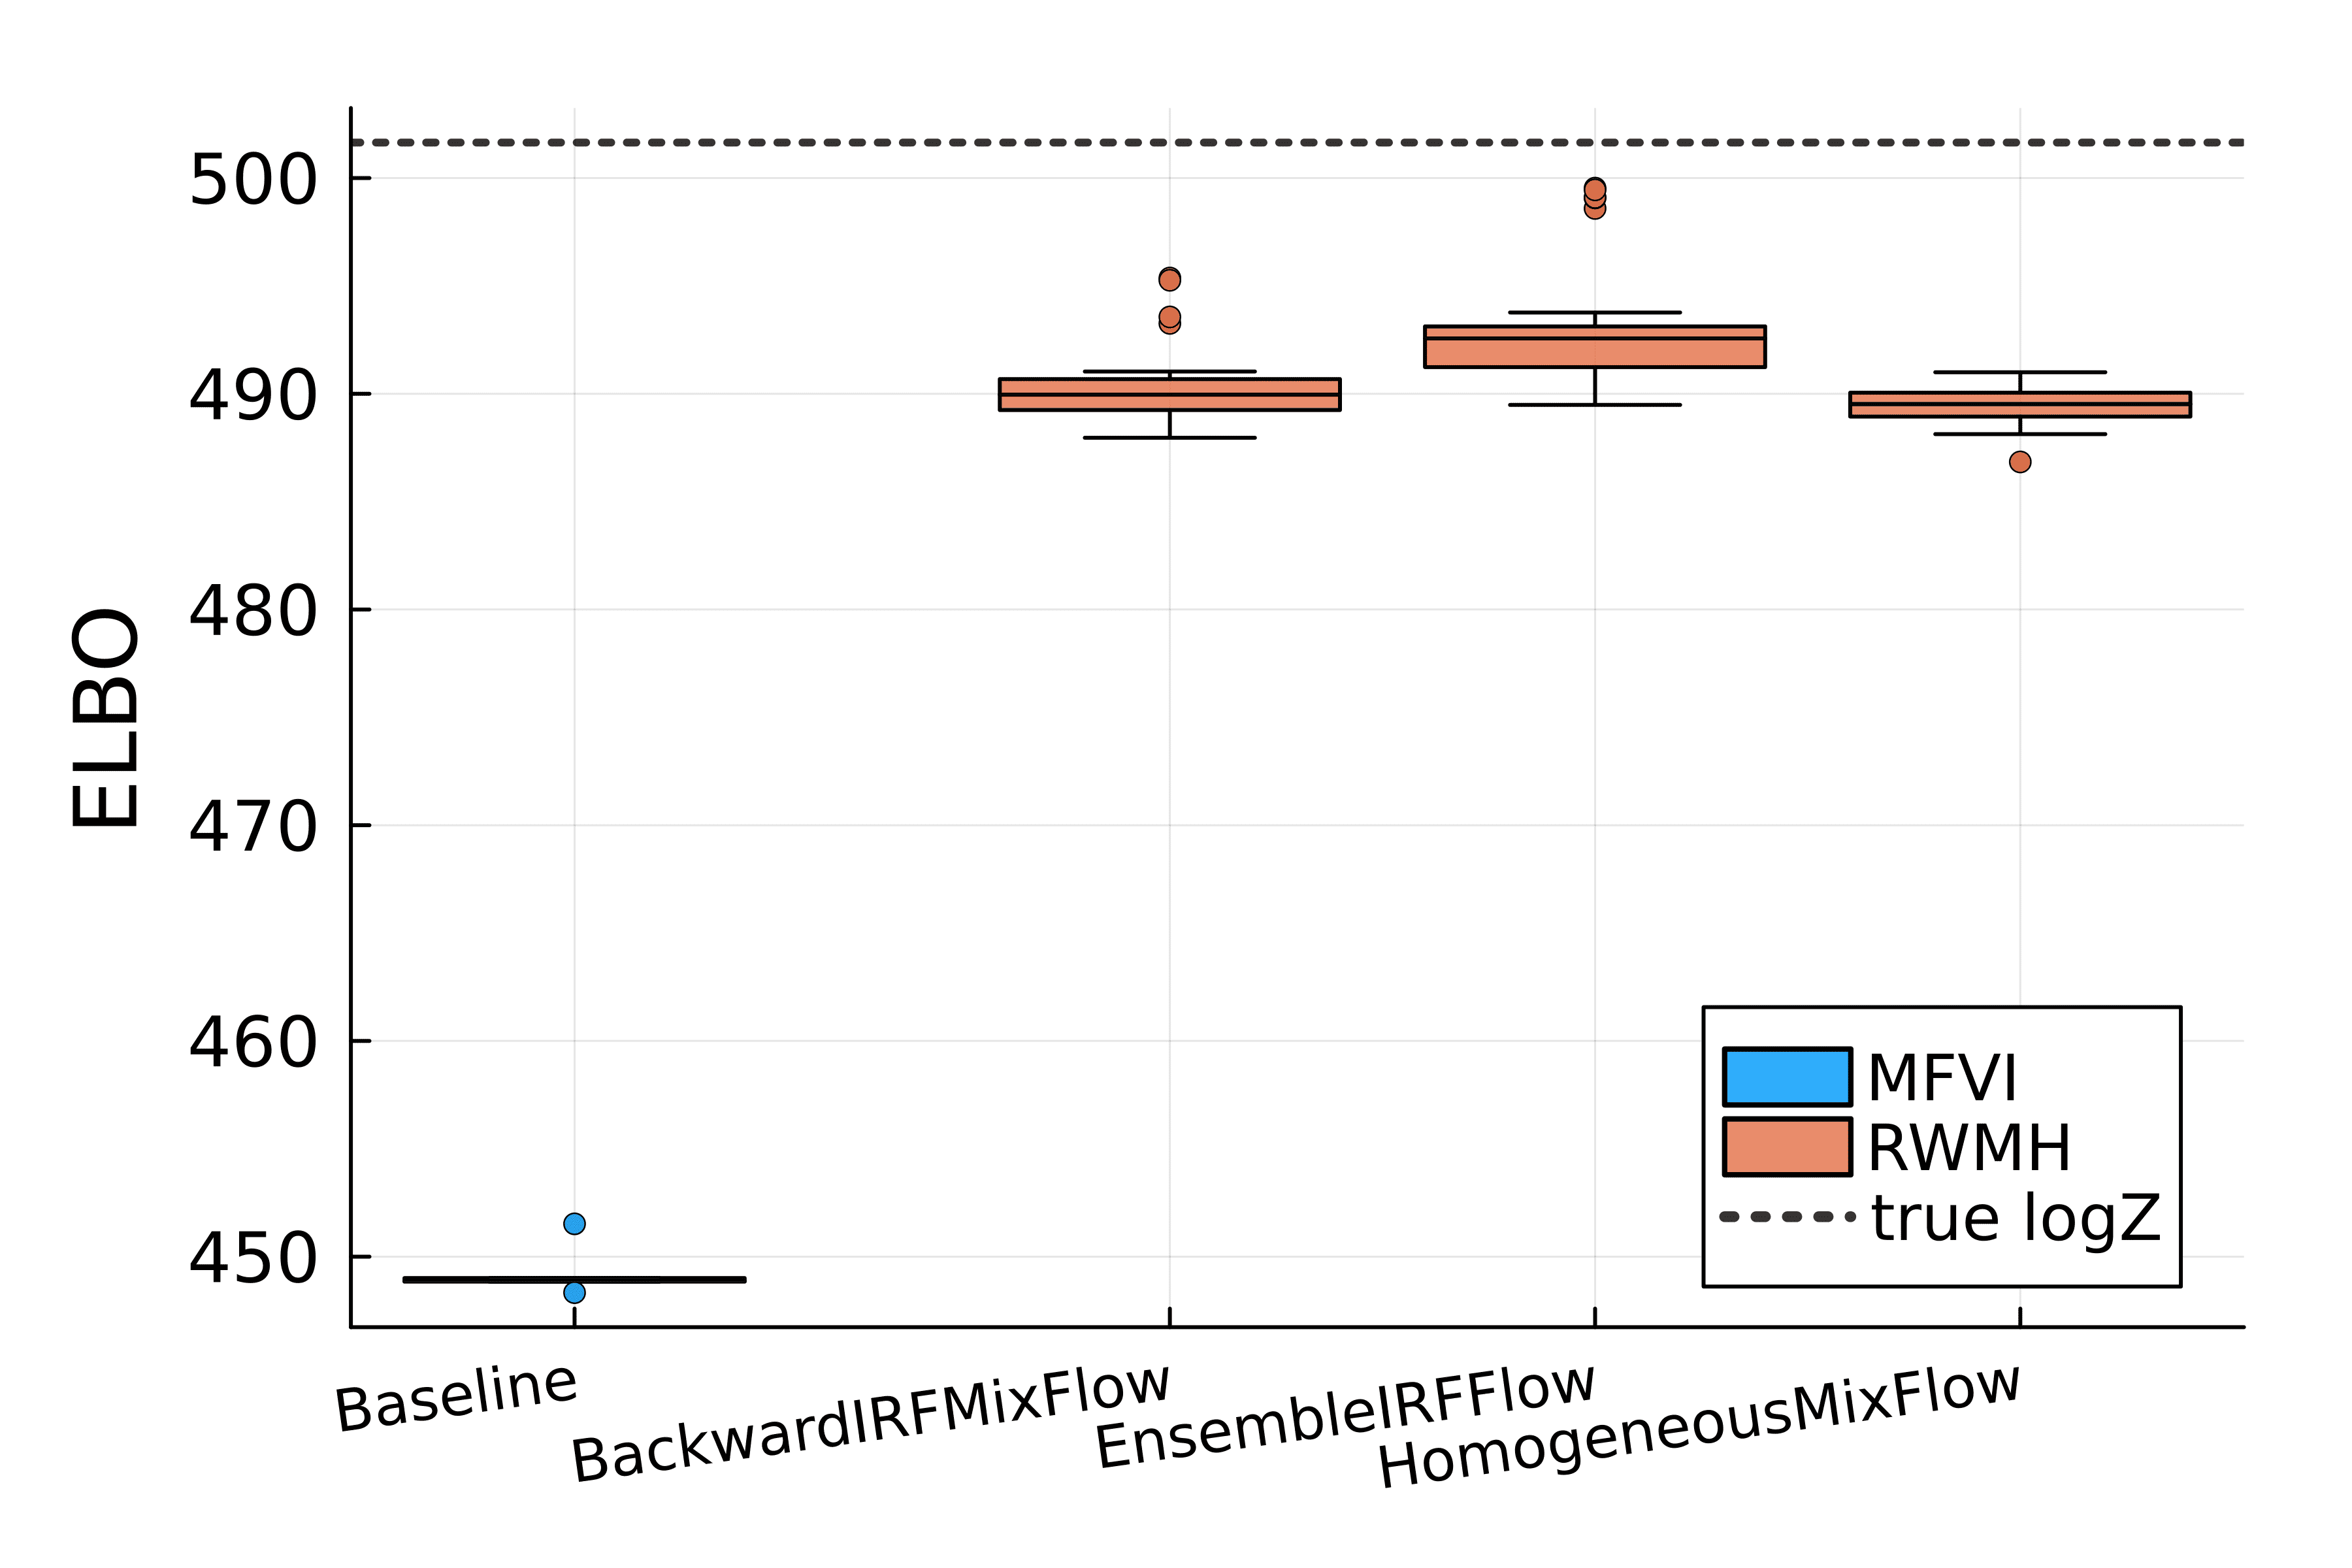 500
490
480
470
460
450
ELBO
MFVI
RWMH
true logZ
Baseline
BackwardIRFMixFlow
EnsembleIRFFlow
HomogeneousMixFlow